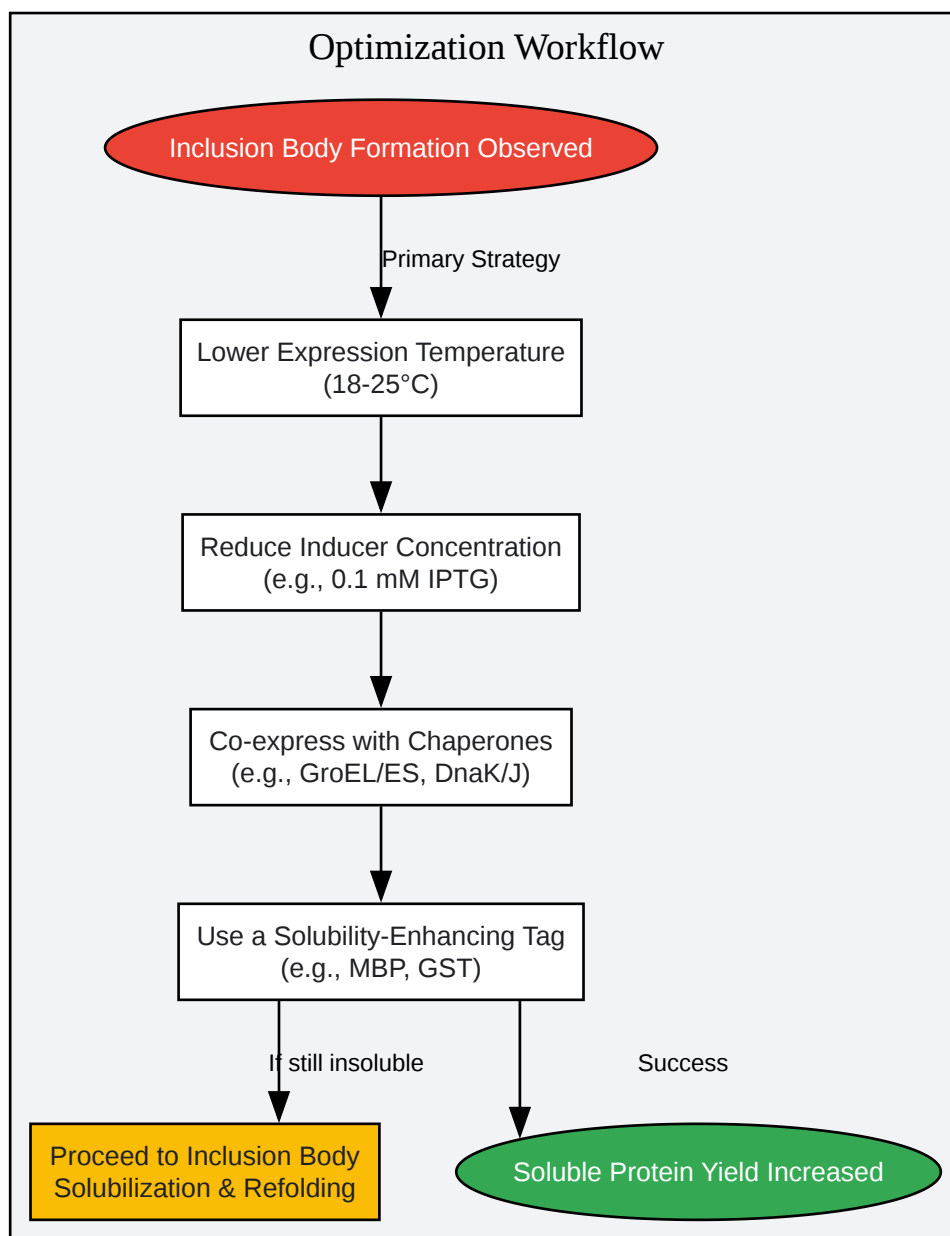 Optimization Workflow
Inclusion Body Formation Observed
Primary Strategy
Lower Expression Temperature
(18-25°C)
Reduce Inducer Concentration
(e.g., 0.1 mM IPTG)
Co-express with Chaperones
(e.g., GroEL/ES, DnaK/J)
Use a Solubility-Enhancing Tag
(e.g., MBP, GST)
If still insoluble
Success
Proceed to Inclusion Body
Solubilization & Refolding
Soluble Protein Yield Increased